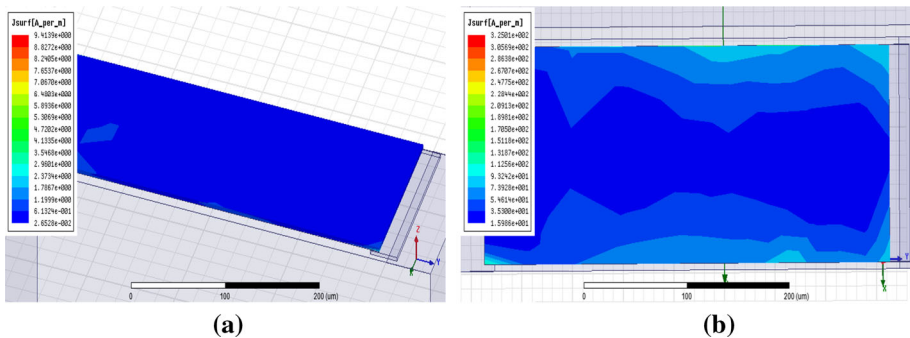 Jsurf[A_per_m]
9.4139e+000
8.8272e+000
8.2405e+000
7.6537e+000
7.0670e+000
6.4803e+000
5.8936e+000
5.3069e+000
4.7202e+000
4.1335e+000
3.5468e+000
2.9601e+000
2.3734e+000
1.7867e+000
1.1999e+000
6.1324e-001
2.6528e-002
Z
Y
X
0 100 200 (um)
(a)
Jsurf[A_per_m]
3.2501e+002
3.0569e+002
2.8638e+002
2.6707e+002
2.4775e+002
2.2844e+002
2.0913e+002
1.8981e+002
1.7050e+002
1.5118e+002
1.3187e+002
1.1256e+002
9.3242e+001
7.3928e+001
5.4614e+001
3.5300e+001
1.5986e+001
Y
X
0 100 200 (um)
(b)